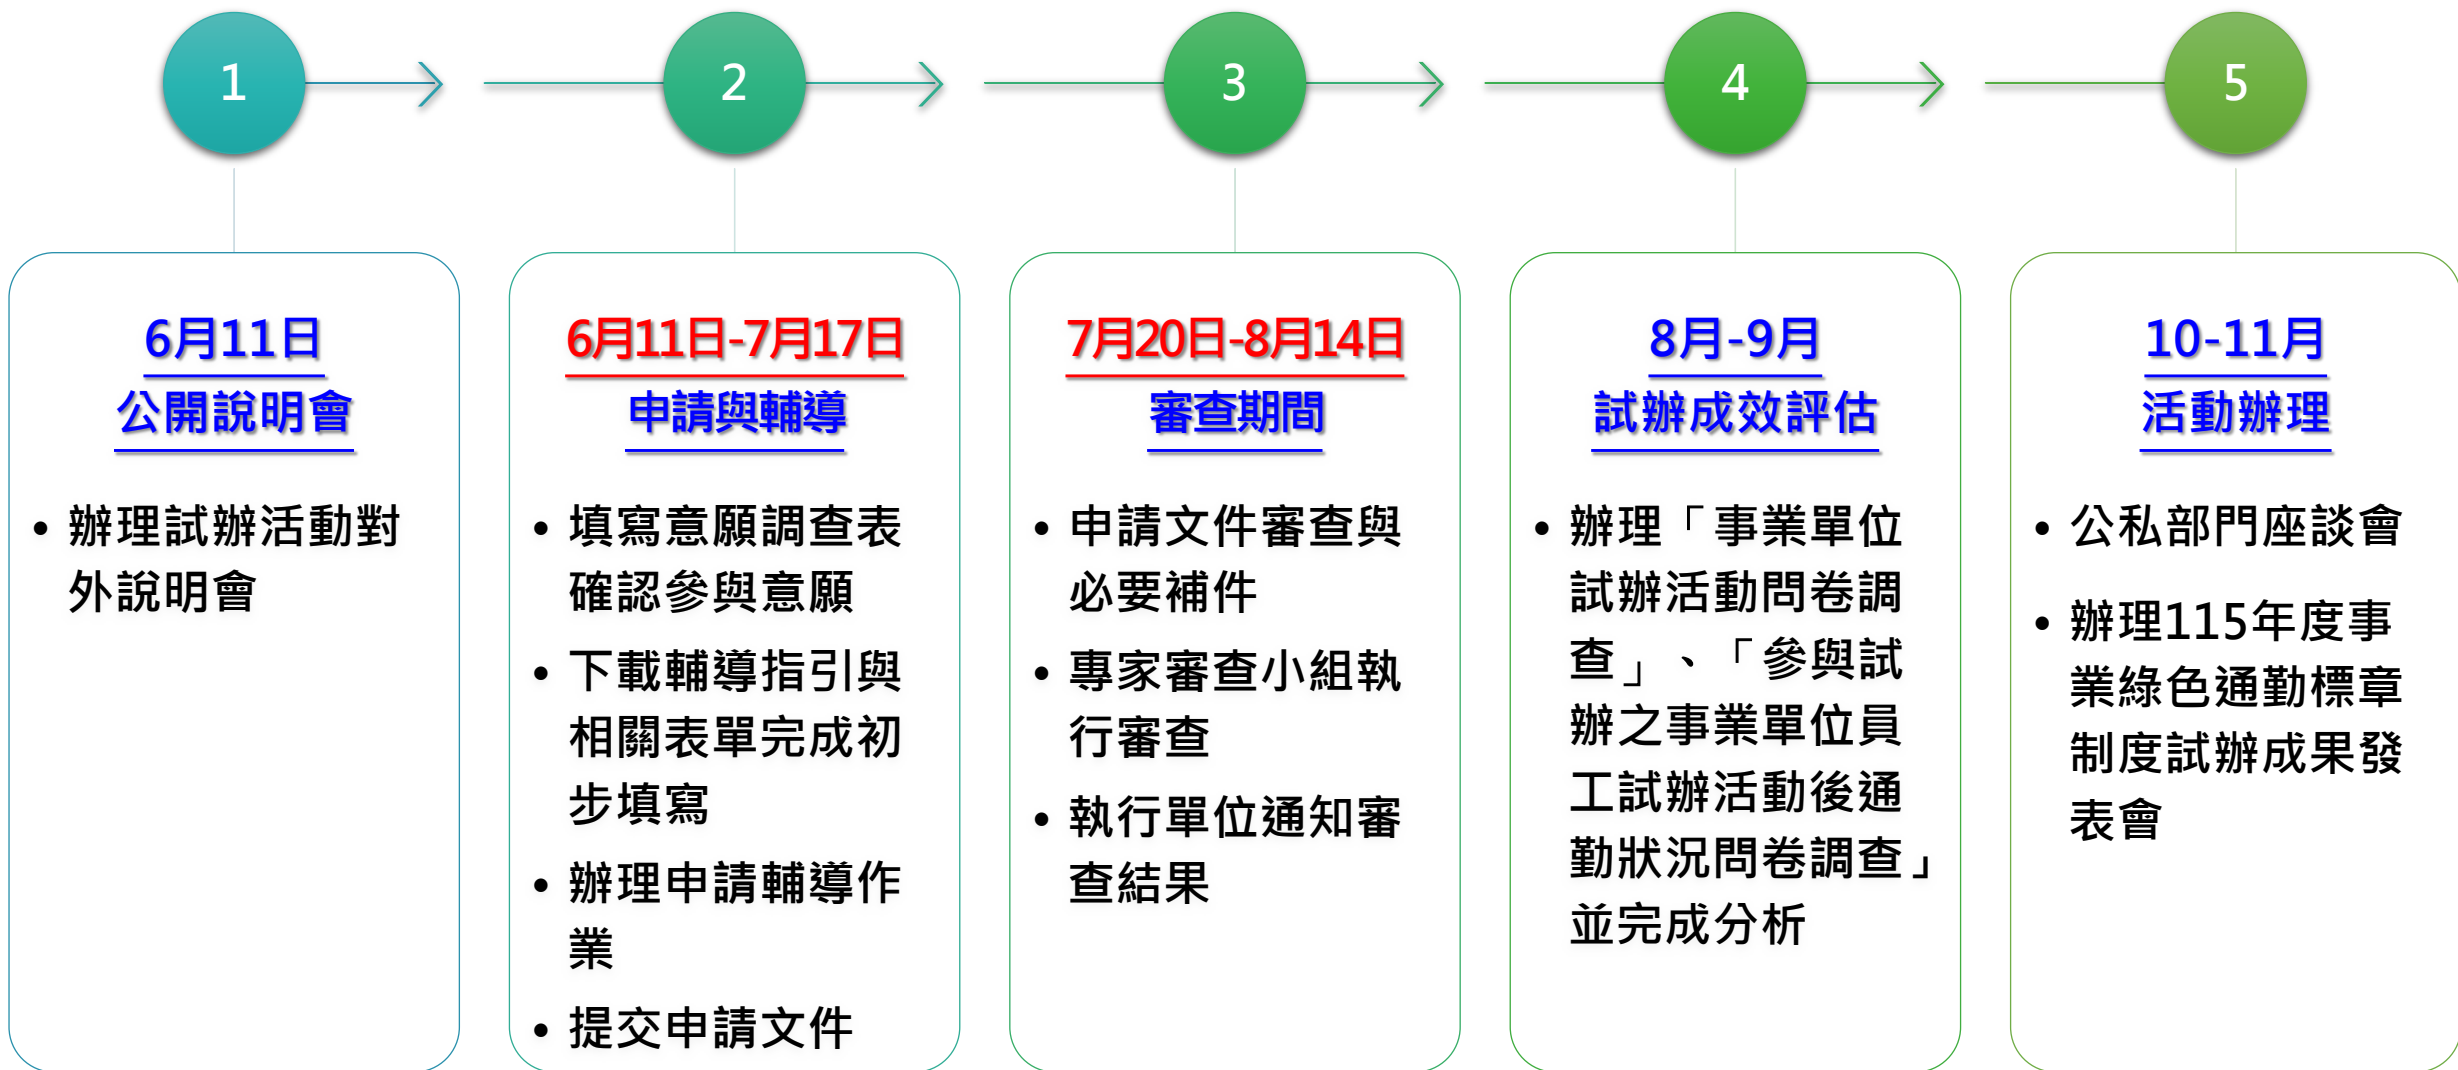 1
2
3
4
5
6月11日
公開說明會
• 辦理試辦活動對
外說明會
6月11日-7月17日
申請與輔導
• 填寫意願調查表
確認參與意願
• 下載輔導指引與
相關表單完成初
步填寫
• 辦理申請輔導作
業
• 提交申請文件
7月20日-8月14日
審查期間
• 申請文件審查與
必要補件
• 專家審查小組執
行審查
• 執行單位通知審
查結果
8月-9月
試辦成效評估
• 辦理「事業單位
試辦活動問卷調
查」、「參與試
辦之事業單位員
工試辦活動後通
勤狀況問卷調查」
並完成分析
10-11月
活動辦理
• 公私部門座談會
• 辦理115年度事
業綠色通勤標章
制度試辦成果發
表會